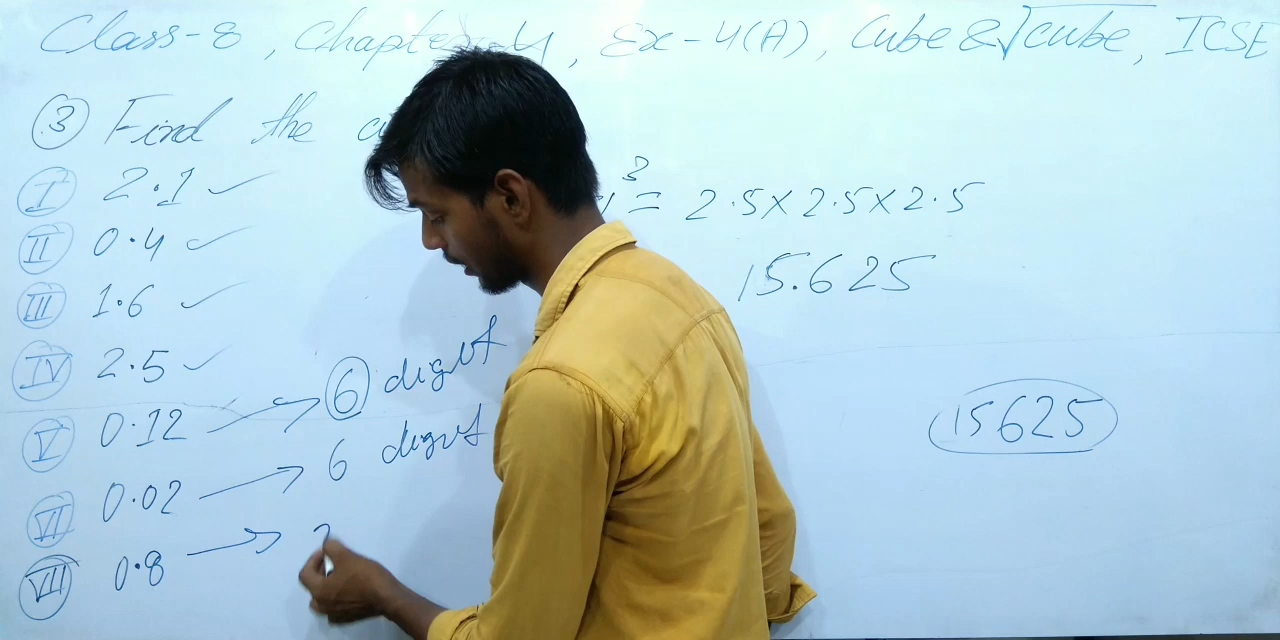 Class-8, Chapter-4, Ex-4(A), Cube & √cube, ICSE
③ Find the
Ⓘ 2.1 ✓
II 0.4 ✓
III 1.6 ✓
IV 2.5 ✓
V 0.12 → 6 digit
VI 0.02 → 6 digit
VII 0.8 →
3 = 2.5×2.5×2.5
15.625
15625